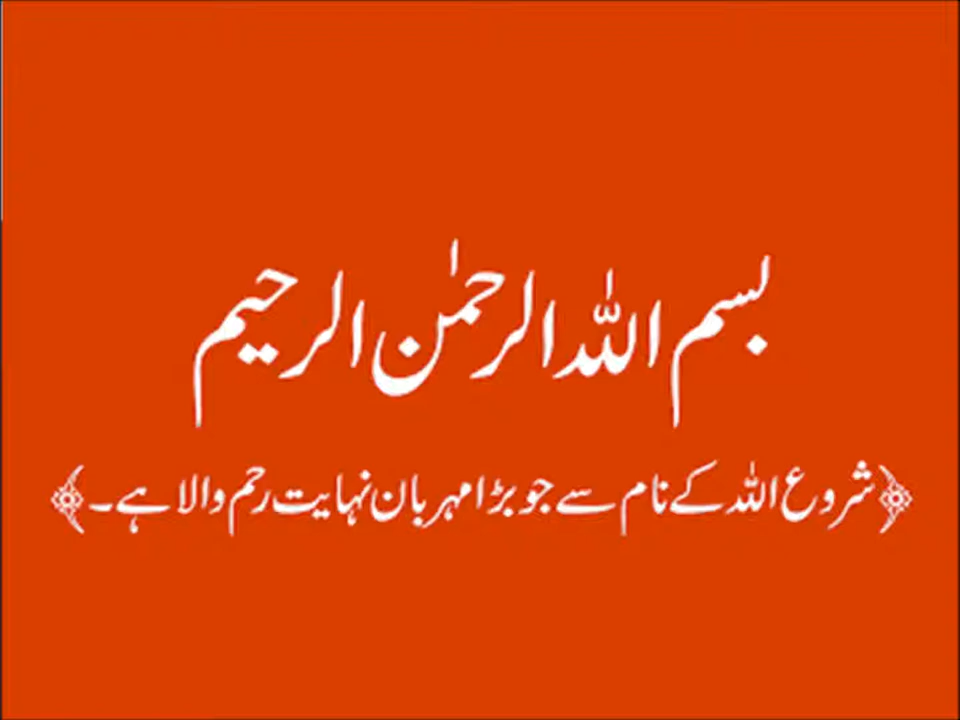 بسم اللہ الرحمٰن الرحیم
﴿شروع اللہ کے نام سے جو بڑا مہربان نہایت رحم والا ہے۔﴾